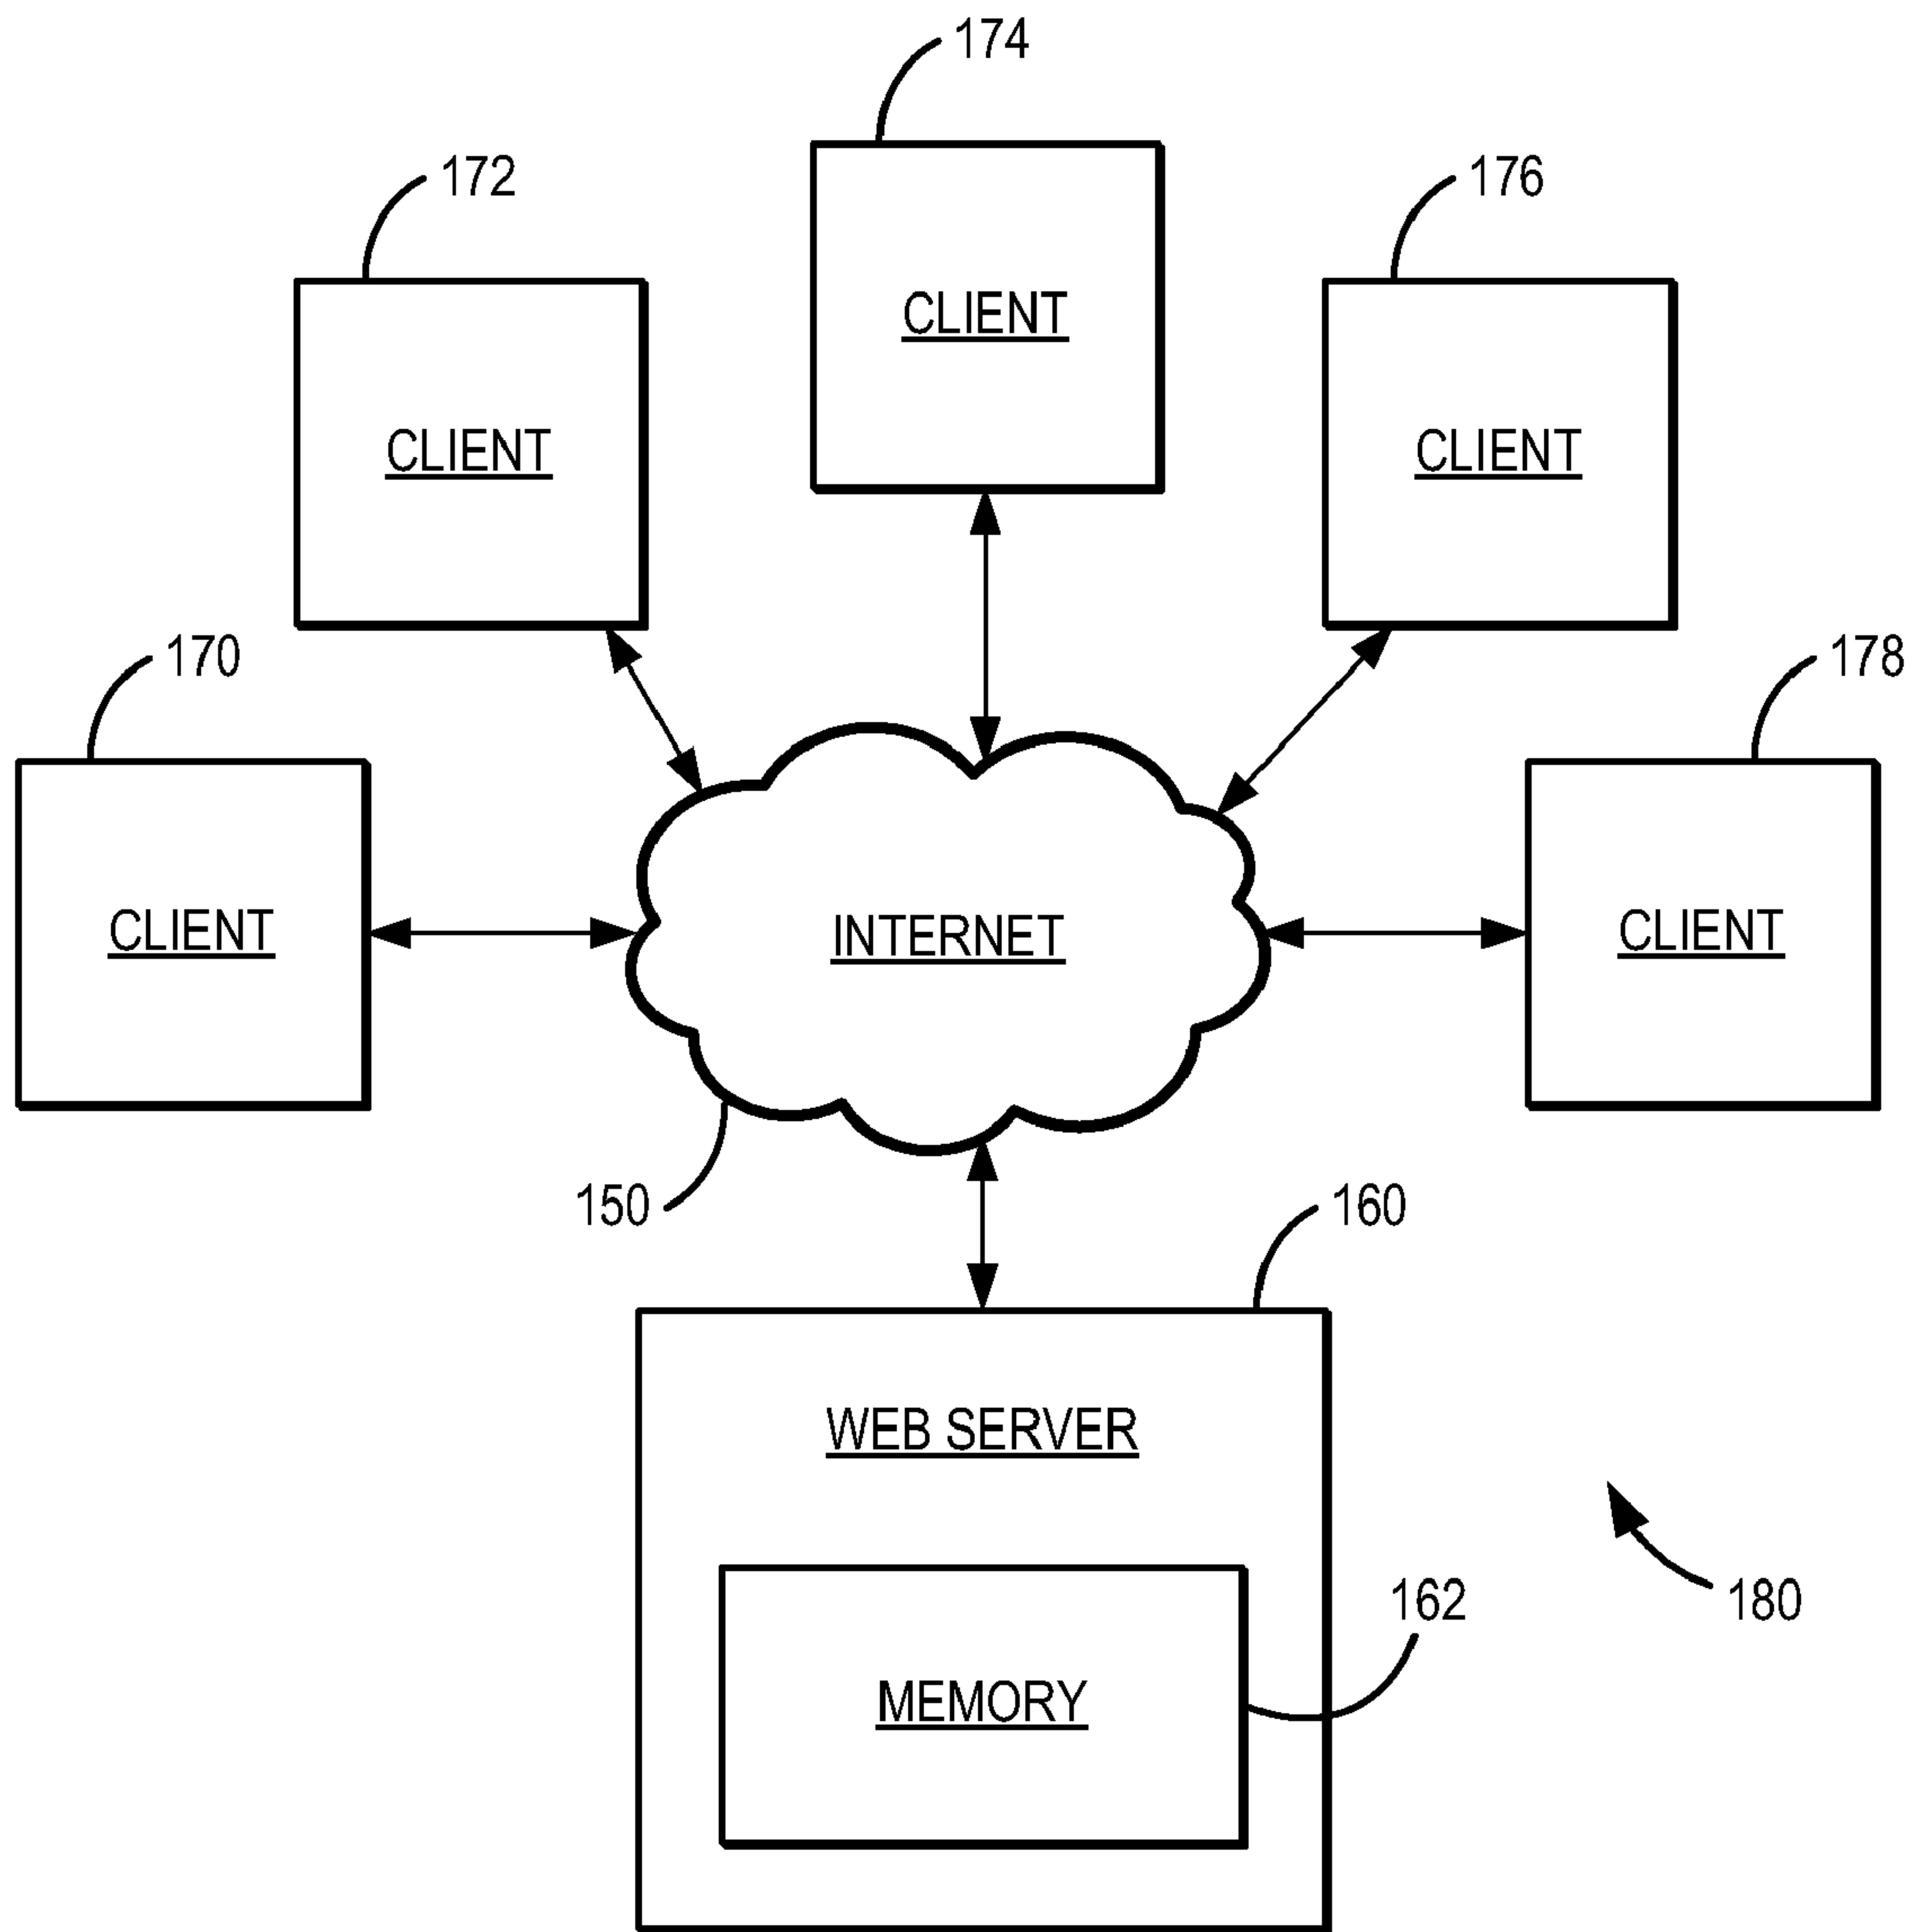 174
172
176
CLIENT
CLIENT
CLIENT
170
178
CLIENT
INTERNET
CLIENT
150
160
WEB SERVER
162
180
MEMORY